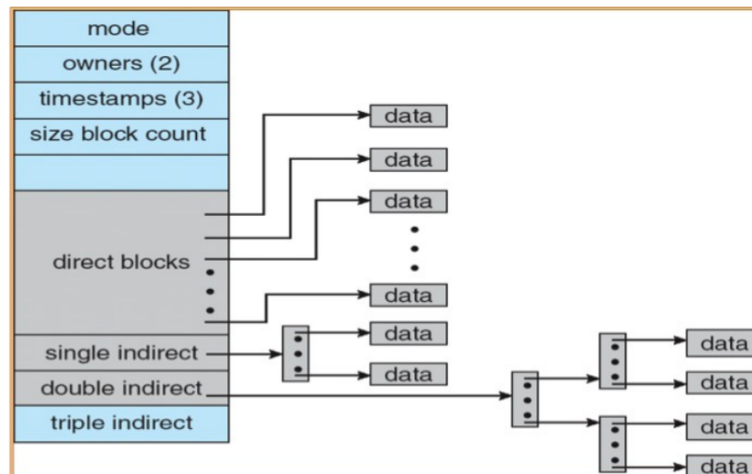 mode
owners (2)
timestamps (3)
size block count
direct blocks
single indirect
double indirect
triple indirect
data
data
data
data
data
data
data
data
data
data